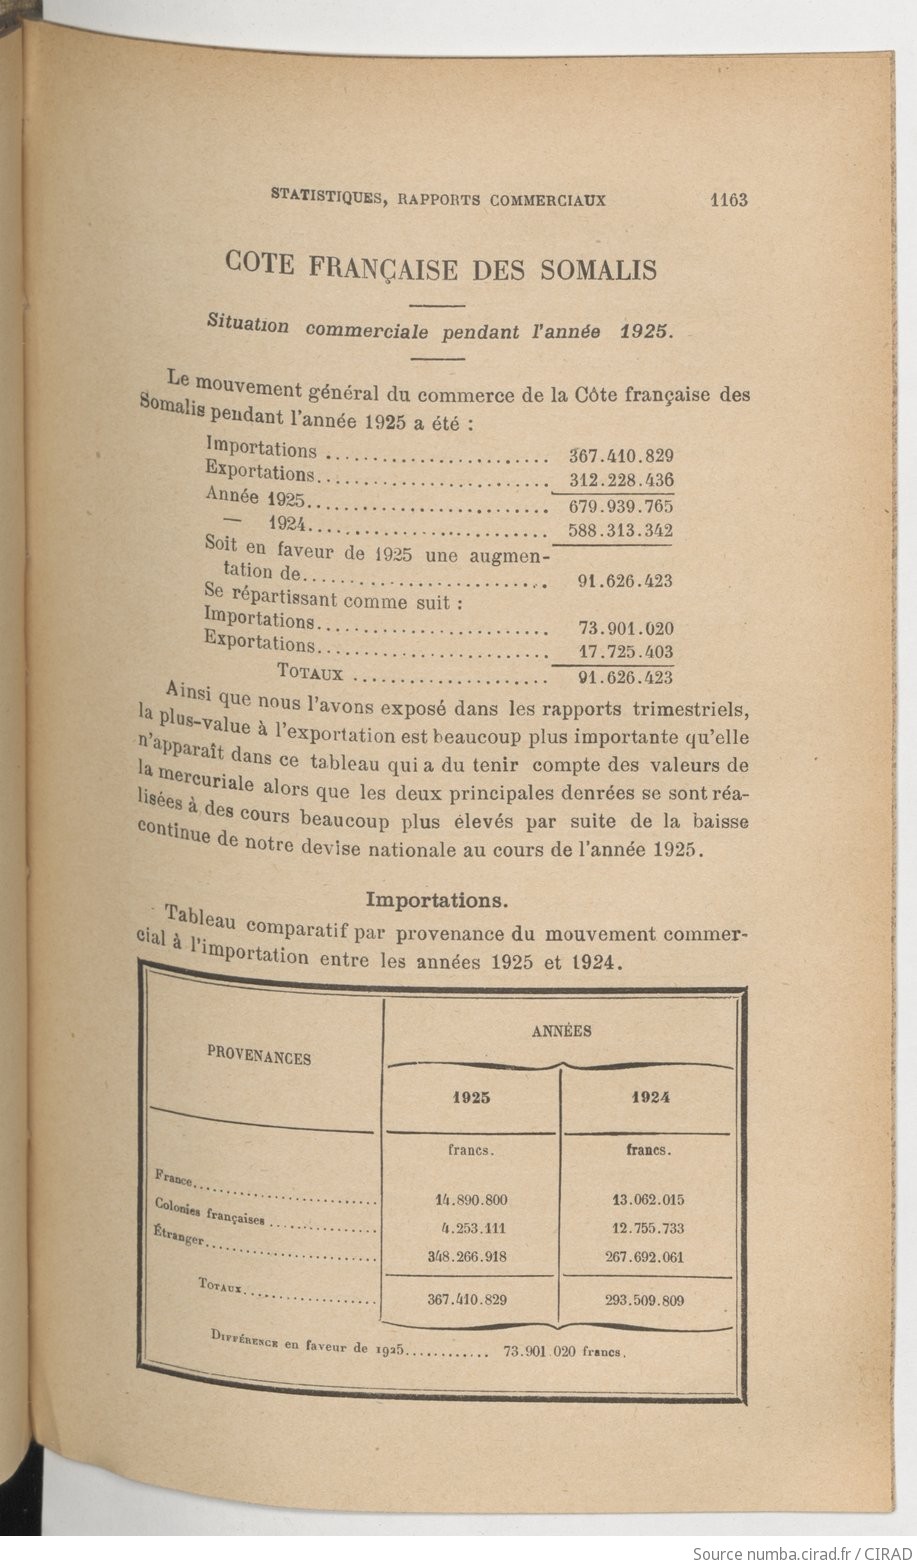 STATISTIQUES, RAPPORTS COMMERCIAUX 1163
COTE FRANÇAISE DES SOMALIS
Situation commerciale pendant l'année 1925.
Le mouvement général du commerce de la Côte française des
Somalis pendant l'année 1925 a été :
Importations ........................ 367.410.829
Exportations......................... 312.228.436
Année 1925.......................... 679.939.765
— 1924.......................... 588.313.342
Soit en faveur de 1925 une augmen-
tation de.......................... 91.626.423
Se répartissant comme suit :
Importations......................... 73.901.020
Exportations......................... 17.725.403
TOTAUX ..................... 91.626.423
Ainsi que nous l'avons exposé dans les rapports trimestriels,
la plus-value à l'exportation est beaucoup plus importante qu'elle
n'apparaît dans ce tableau qui a du tenir compte des valeurs de
la mercuriale alors que les deux principales denrées se sont réa-
lisées à des cours beaucoup plus élevés par suite de la baisse
continue de notre devise nationale au cours de l'année 1925.
Importations.
Tableau comparatif par provenance du mouvement commer-
cial à l'importation entre les années 1925 et 1924.
PROVENANCES ANNÉES
1925 1924
francs. francs.
France............................ 14.890.800 13.062.015
Colonies françaises ................ 4.253.111 12.755.733
Étranger.......................... 348.266.918 267.692.061
TOTAUX.................... 367.410.829 293.509.809
DIFFÉRENCE en faveur de 1925............ 73.901.020 francs.
Source numba.cirad.fr / CIRAD